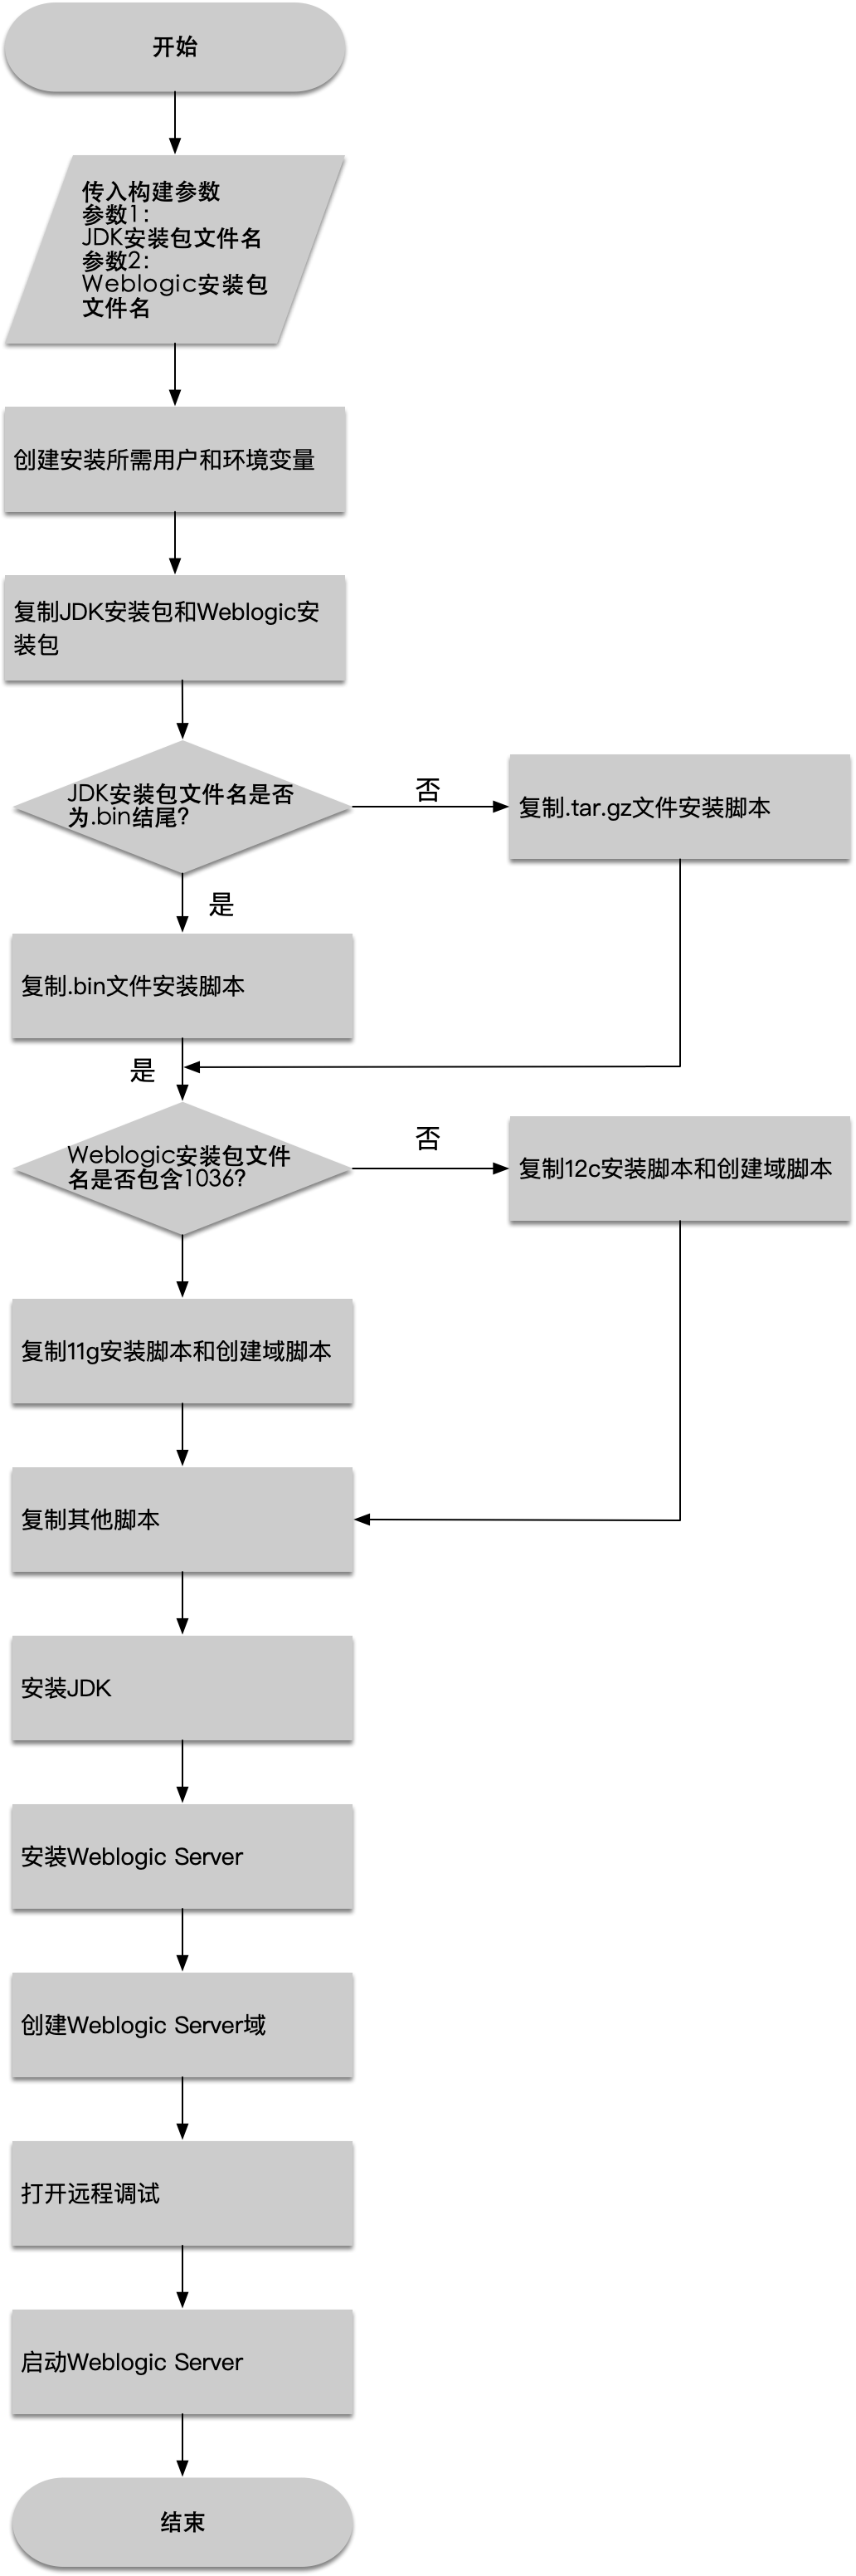 开始
传入构建参数
参数1：
JDK安装包文件名
参数2：
Weblogic安装包
文件名
创建安装所需用户和环境变量
复制JDK安装包和Weblogic安
装包
JDK安装包文件名是否
为.bin结尾?
否
复制.tar.gz文件安装脚本
是
复制.bin文件安装脚本
是
Weblogic安装包文件
名是否包含1036?
否
复制12c安装脚本和创建域脚本
复制11g安装脚本和创建域脚本
复制其他脚本
安装JDK
安装Weblogic Server
创建Weblogic Server域
打开远程调试
启动Weblogic Server
结束